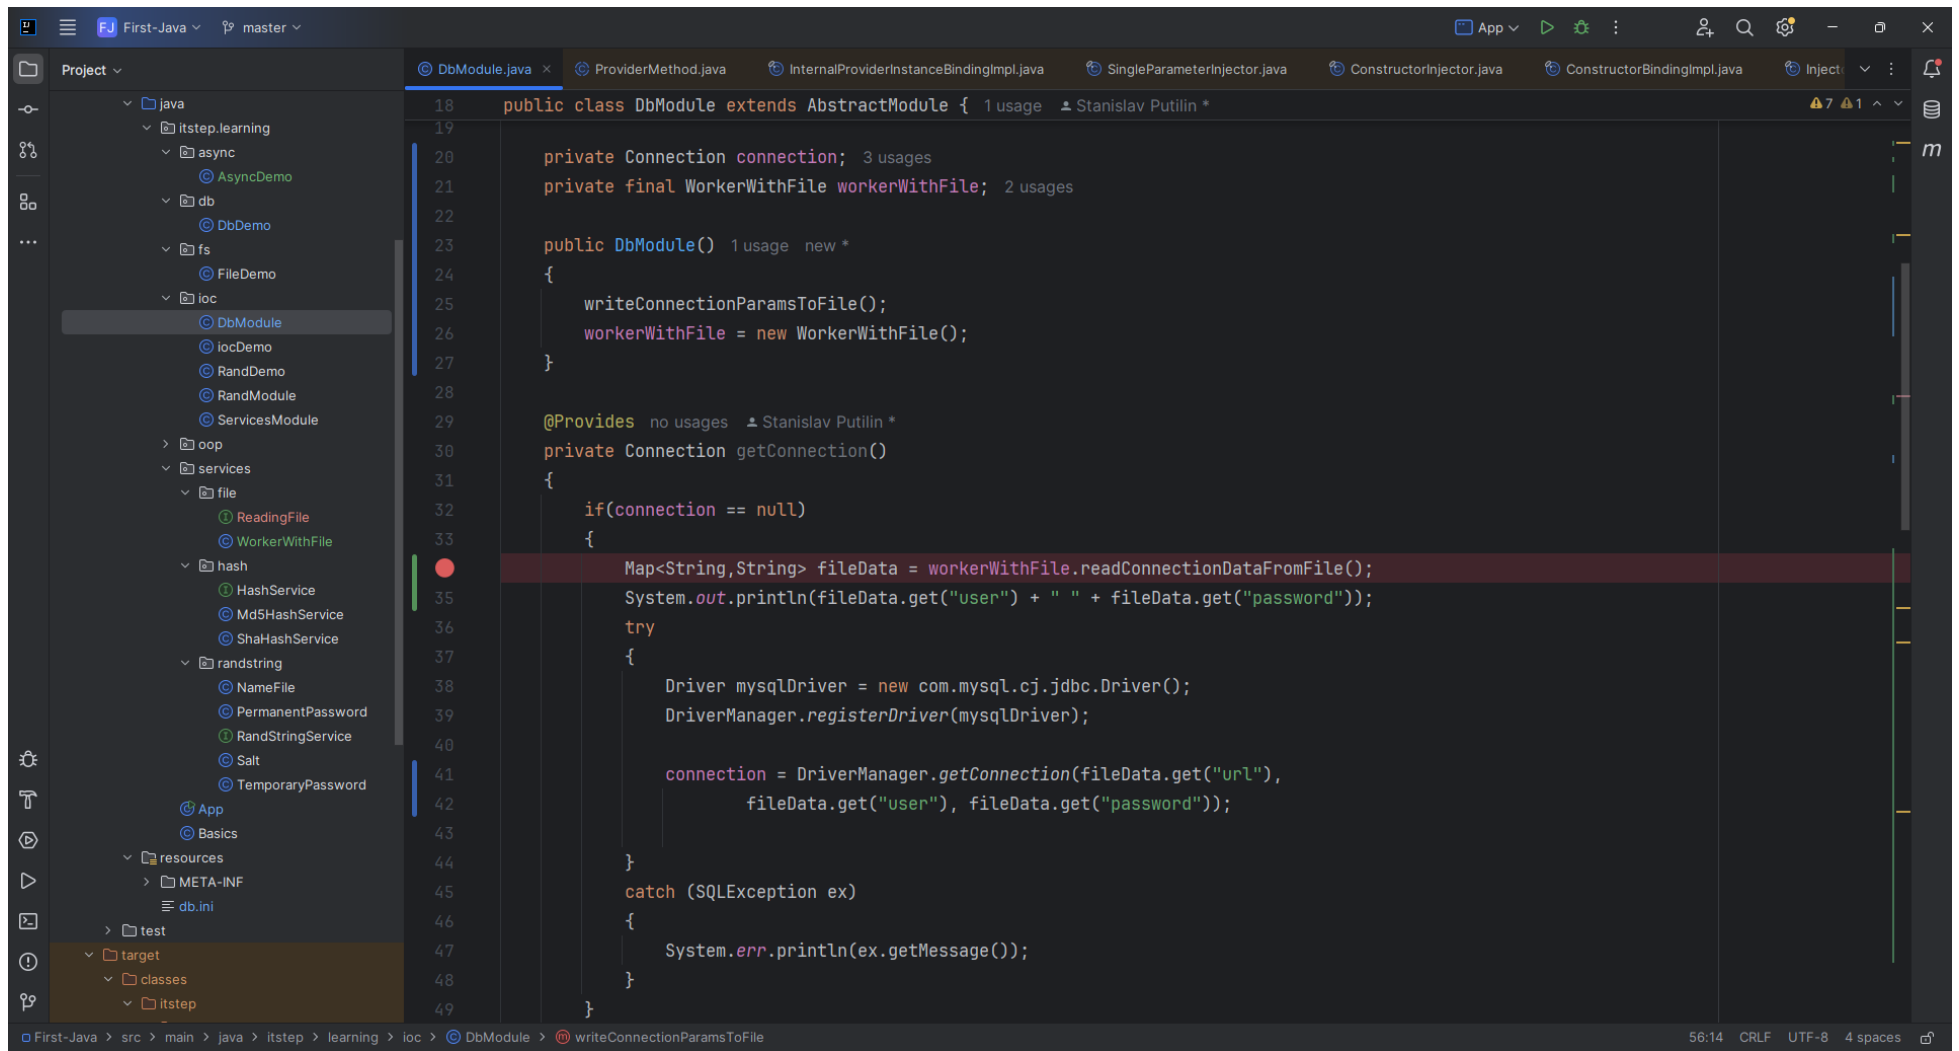 FJ First-Java master App
Project
DbModule.java ProviderMethod.java InternalProviderInstanceBindingImpl.java SingleParameterInjector.java ConstructorInjector.java ConstructorBindingImpl.java Inject
java
itstep.learning
async
AsyncDemo
db
DbDemo
fs
FileDemo
ioc
DbModule
iocDemo
RandDemo
RandModule
ServicesModule
oop
services
file
ReadingFile
WorkerWithFile
hash
HashService
Md5HashService
ShaHashService
randstring
NameFile
PermanentPassword
RandStringService
Salt
TemporaryPassword
App
Basics
resources
META-INF
db.ini
test
target
classes
itstep
18 public class DbModule extends AbstractModule { 1 usage Stanislav Putilin * 7 1
19
20 private Connection connection; 3 usages
21 private final WorkerWithFile workerWithFile; 2 usages
22
23 public DbModule() 1 usage new *
24 {
25 writeConnectionParamsToFile();
26 workerWithFile = new WorkerWithFile();
27 }
28
29 @Provides no usages Stanislav Putilin *
30 private Connection getConnection()
31 {
32 if(connection == null)
33 {
Map<String,String> fileData = workerWithFile.readConnectionDataFromFile();
35 System.out.println(fileData.get("user") + " " + fileData.get("password"));
36 try
37 {
38 Driver mysqlDriver = new com.mysql.cj.jdbc.Driver();
39 DriverManager.registerDriver(mysqlDriver);
40
41 connection = DriverManager.getConnection(fileData.get("url"),
42 fileData.get("user"), fileData.get("password"));
43
44 }
45 catch (SQLException ex)
46 {
47 System.err.println(ex.getMessage());
48 }
49 }
First-Java > src > main > java > itstep > learning > ioc > DbModule > writeConnectionParamsToFile 56:14 CRLF UTF-8 4 spaces